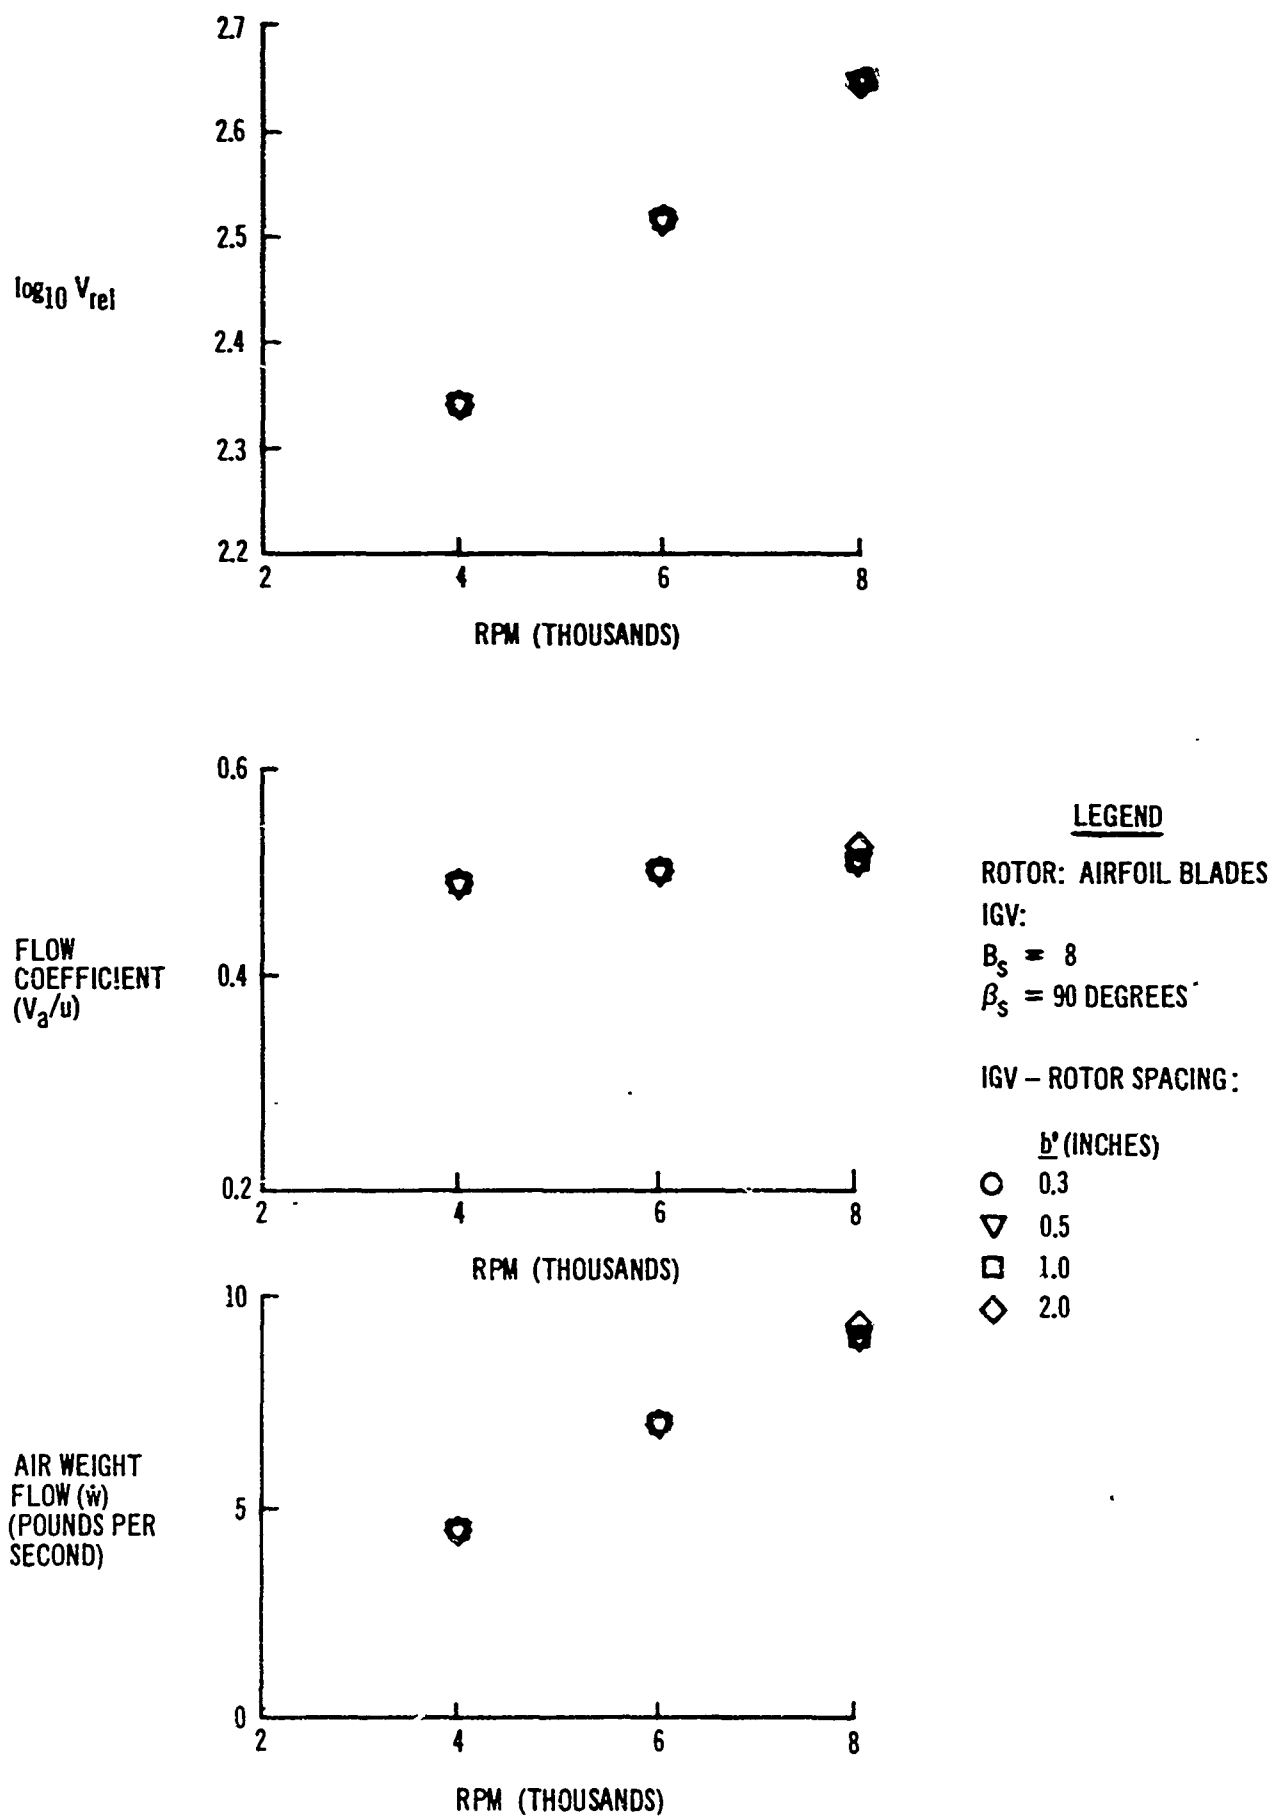 2.7
2.6
2.5
log10 Vrel
2.4
2.3
2.2
2 4 6 8
RPM (THOUSANDS)
0.6
FLOW
COEFFICIENT
(Va/u)
0.4
0.2
2 4 6 8
RPM (THOUSANDS)
10
AIR WEIGHT
FLOW (ẇ)
(POUNDS PER
SECOND)
5
0
2 4 6 8
RPM (THOUSANDS)
LEGEND
ROTOR: AIRFOIL BLADES
IGV:
Bs = 8
βs = 90 DEGREES
IGV – ROTOR SPACING:
b' (INCHES)
0.3
0.5
1.0
2.0